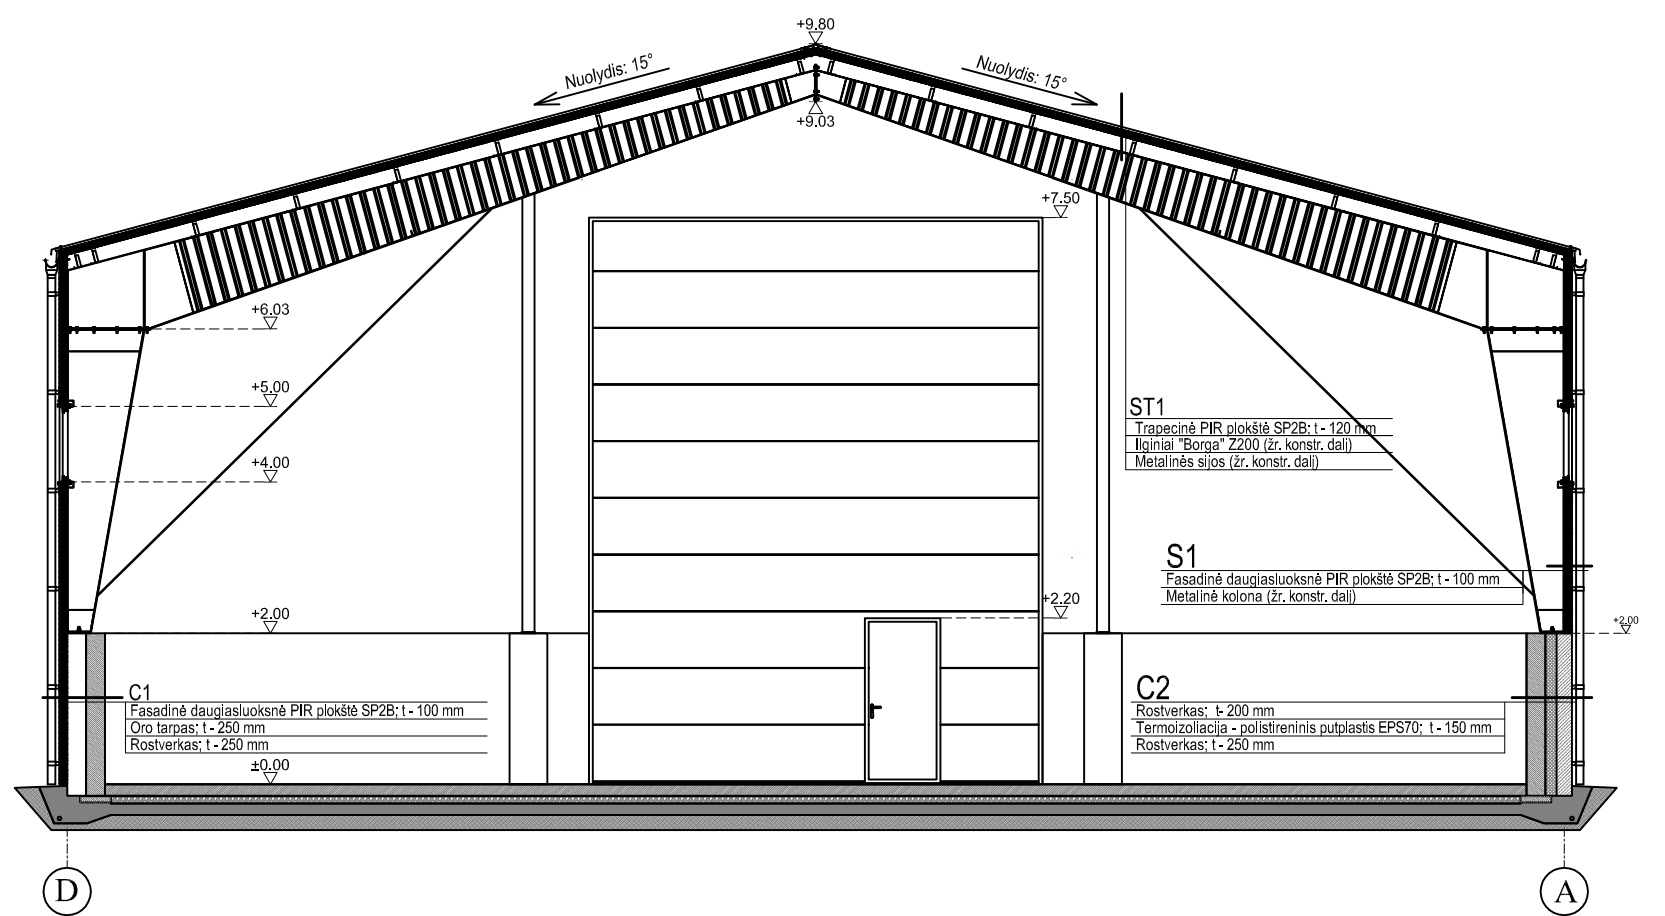 +9.80
Nuolydis: 15°
Nuolydis: 15°
+9.03
+7.50
+6.03
+5.00
ST1
Trapecinė PIR plokštė SP2B; t - 120 mm
Ilginiai "Borga" Z200 (žr. konstr. dalį)
Metalinės sijos (žr. konstr. dalį)
+4.00
S1
Fasadinė daugiasluoksnė PIR plokštė SP2B; t - 100 mm
Metalinė kolona (žr. konstr. dalį)
+2.20
+2.00
+2.00
C1
Fasadinė daugiasluoksnė PIR plokštė SP2B; t - 100 mm
Oro tarpas; t - 250 mm
Rostverkas; t - 250 mm
C2
Rostverkas; t- 200 mm
Termoizoliacija - polistireninis putplastis EPS70; t - 150 mm
Rostverkas; t - 250 mm
±0.00
D
A